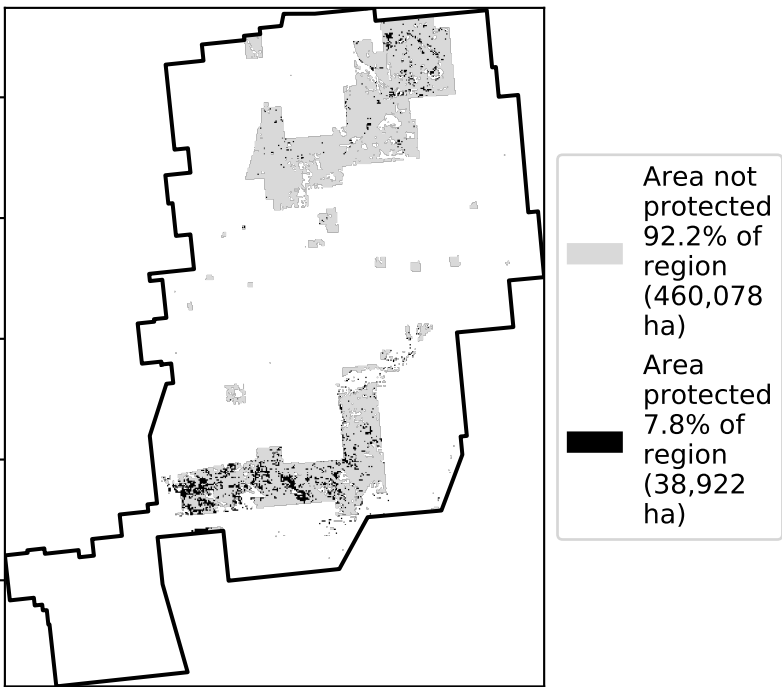 Area not
protected
92.2% of
region
(460,078
ha)
Area
protected
7.8% of
region
(38,922
ha)